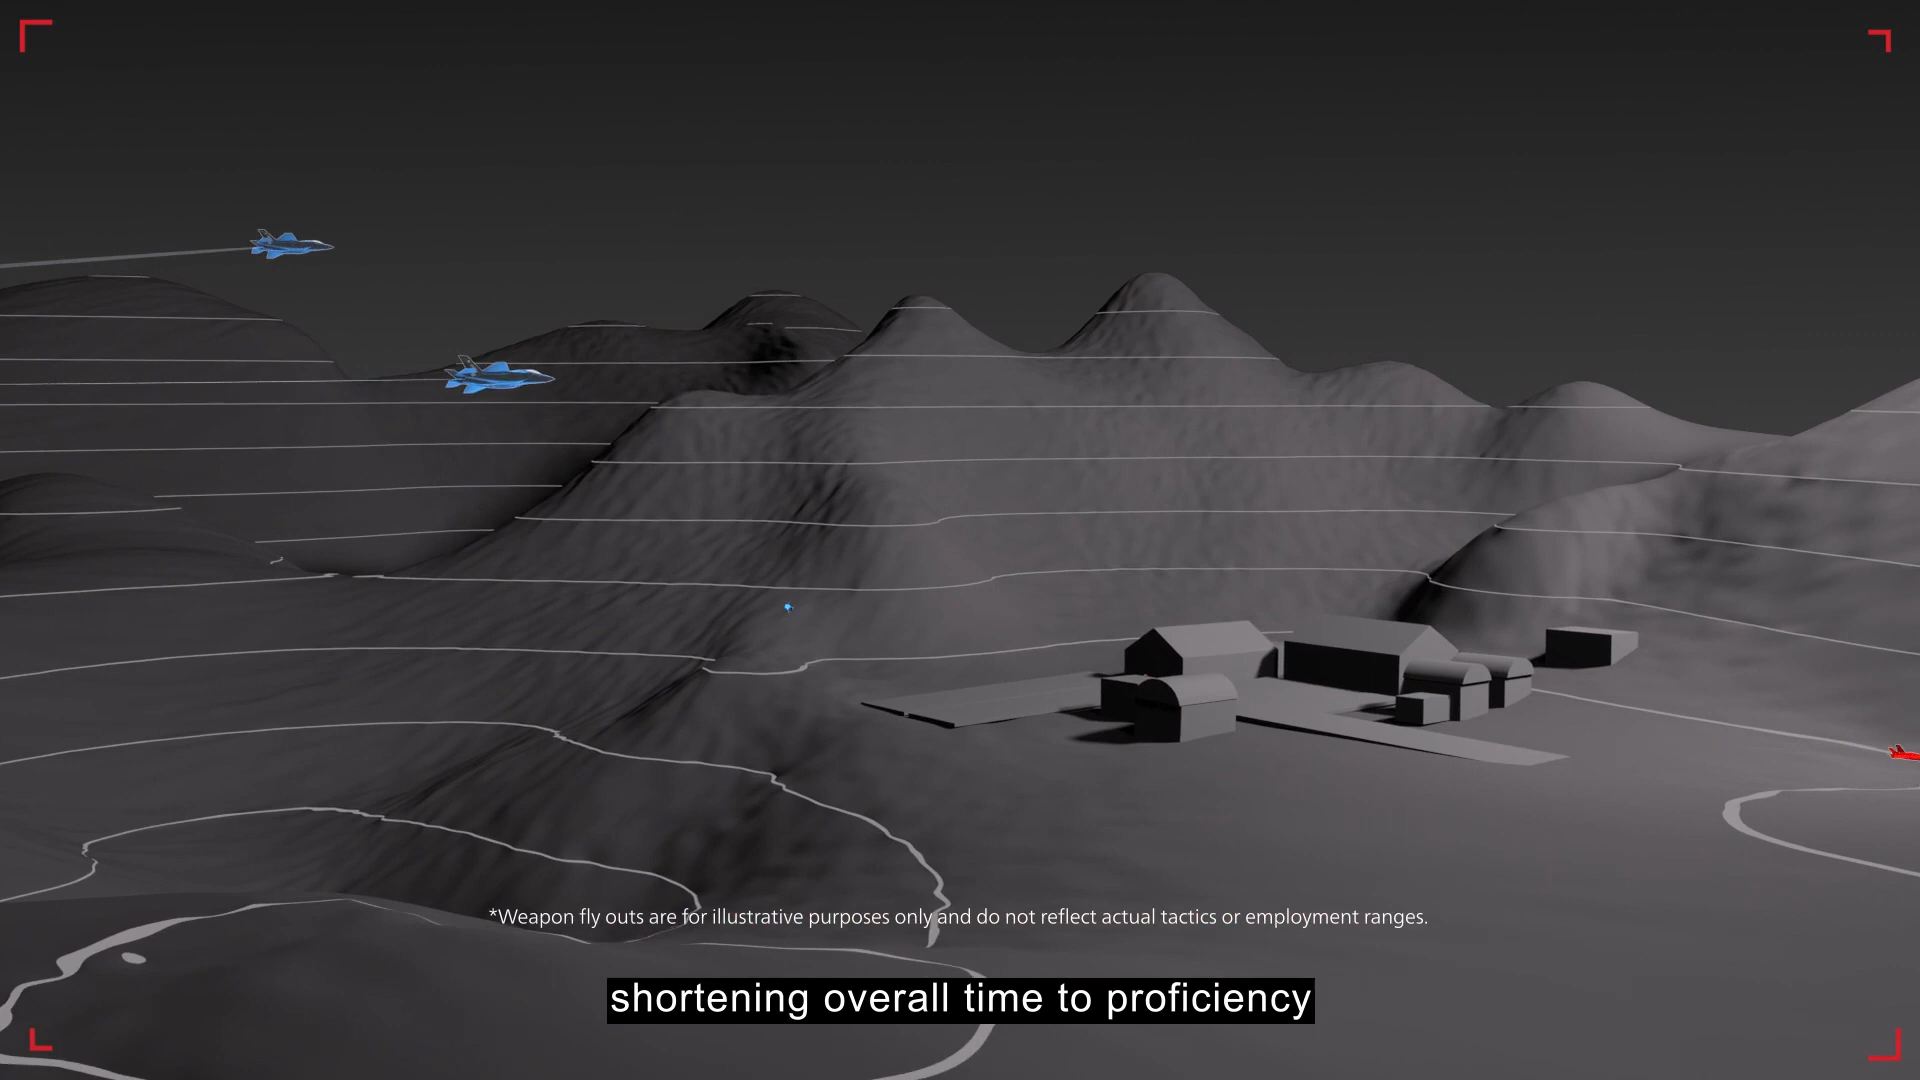 *Weapon fly outs are for illustrative purposes only and do not reflect actual tactics or employment ranges.
shortening overall time to proficiency